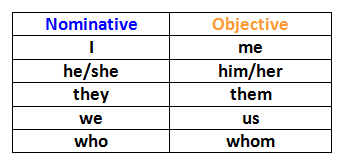 Nominative Objective
I me
he/she him/her
they them
we us
who whom